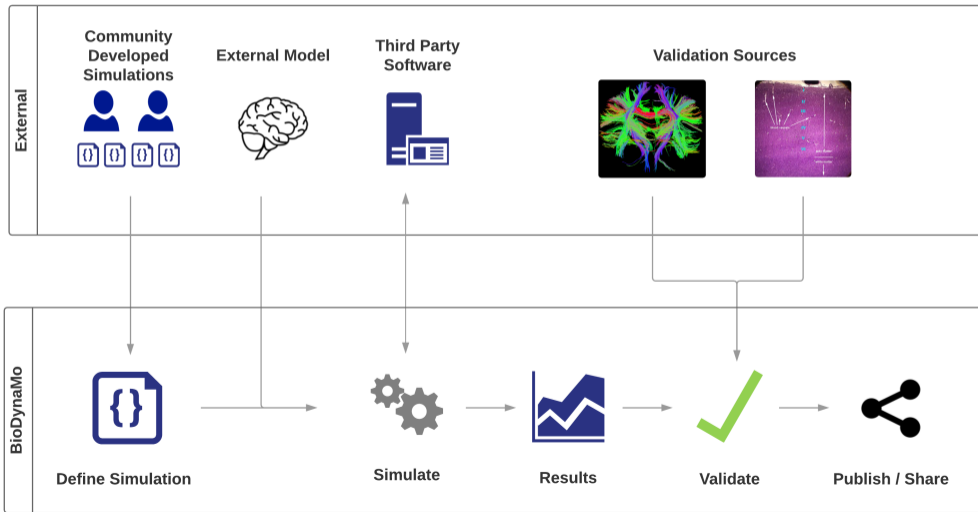 External
Community
Developed
Simulations
External Model
Third Party
Software
Validation Sources
{} {} {} {}
BioDynaMo
{}
Define Simulation
Simulate
Results
Validate
Publish / Share